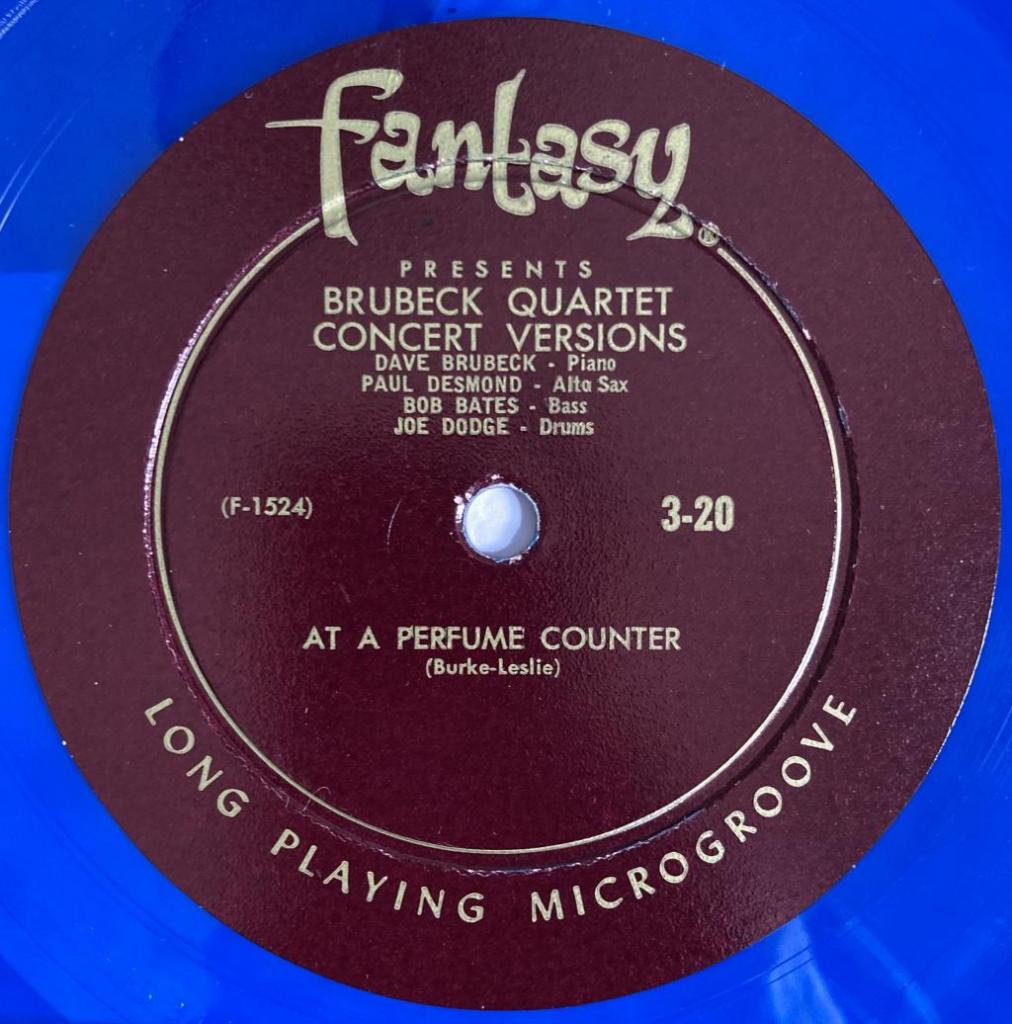 Fantasy®
PRESENTS
BRUBECK QUARTET
CONCERT VERSIONS
DAVE BRUBECK - Piano
PAUL DESMOND - Alto Sax
BOB BATES - Bass
JOE DODGE - Drums
(F-1524)
3-20
AT A PERFUME COUNTER
(Burke-Leslie)
LONG PLAYING MICROGROOVE